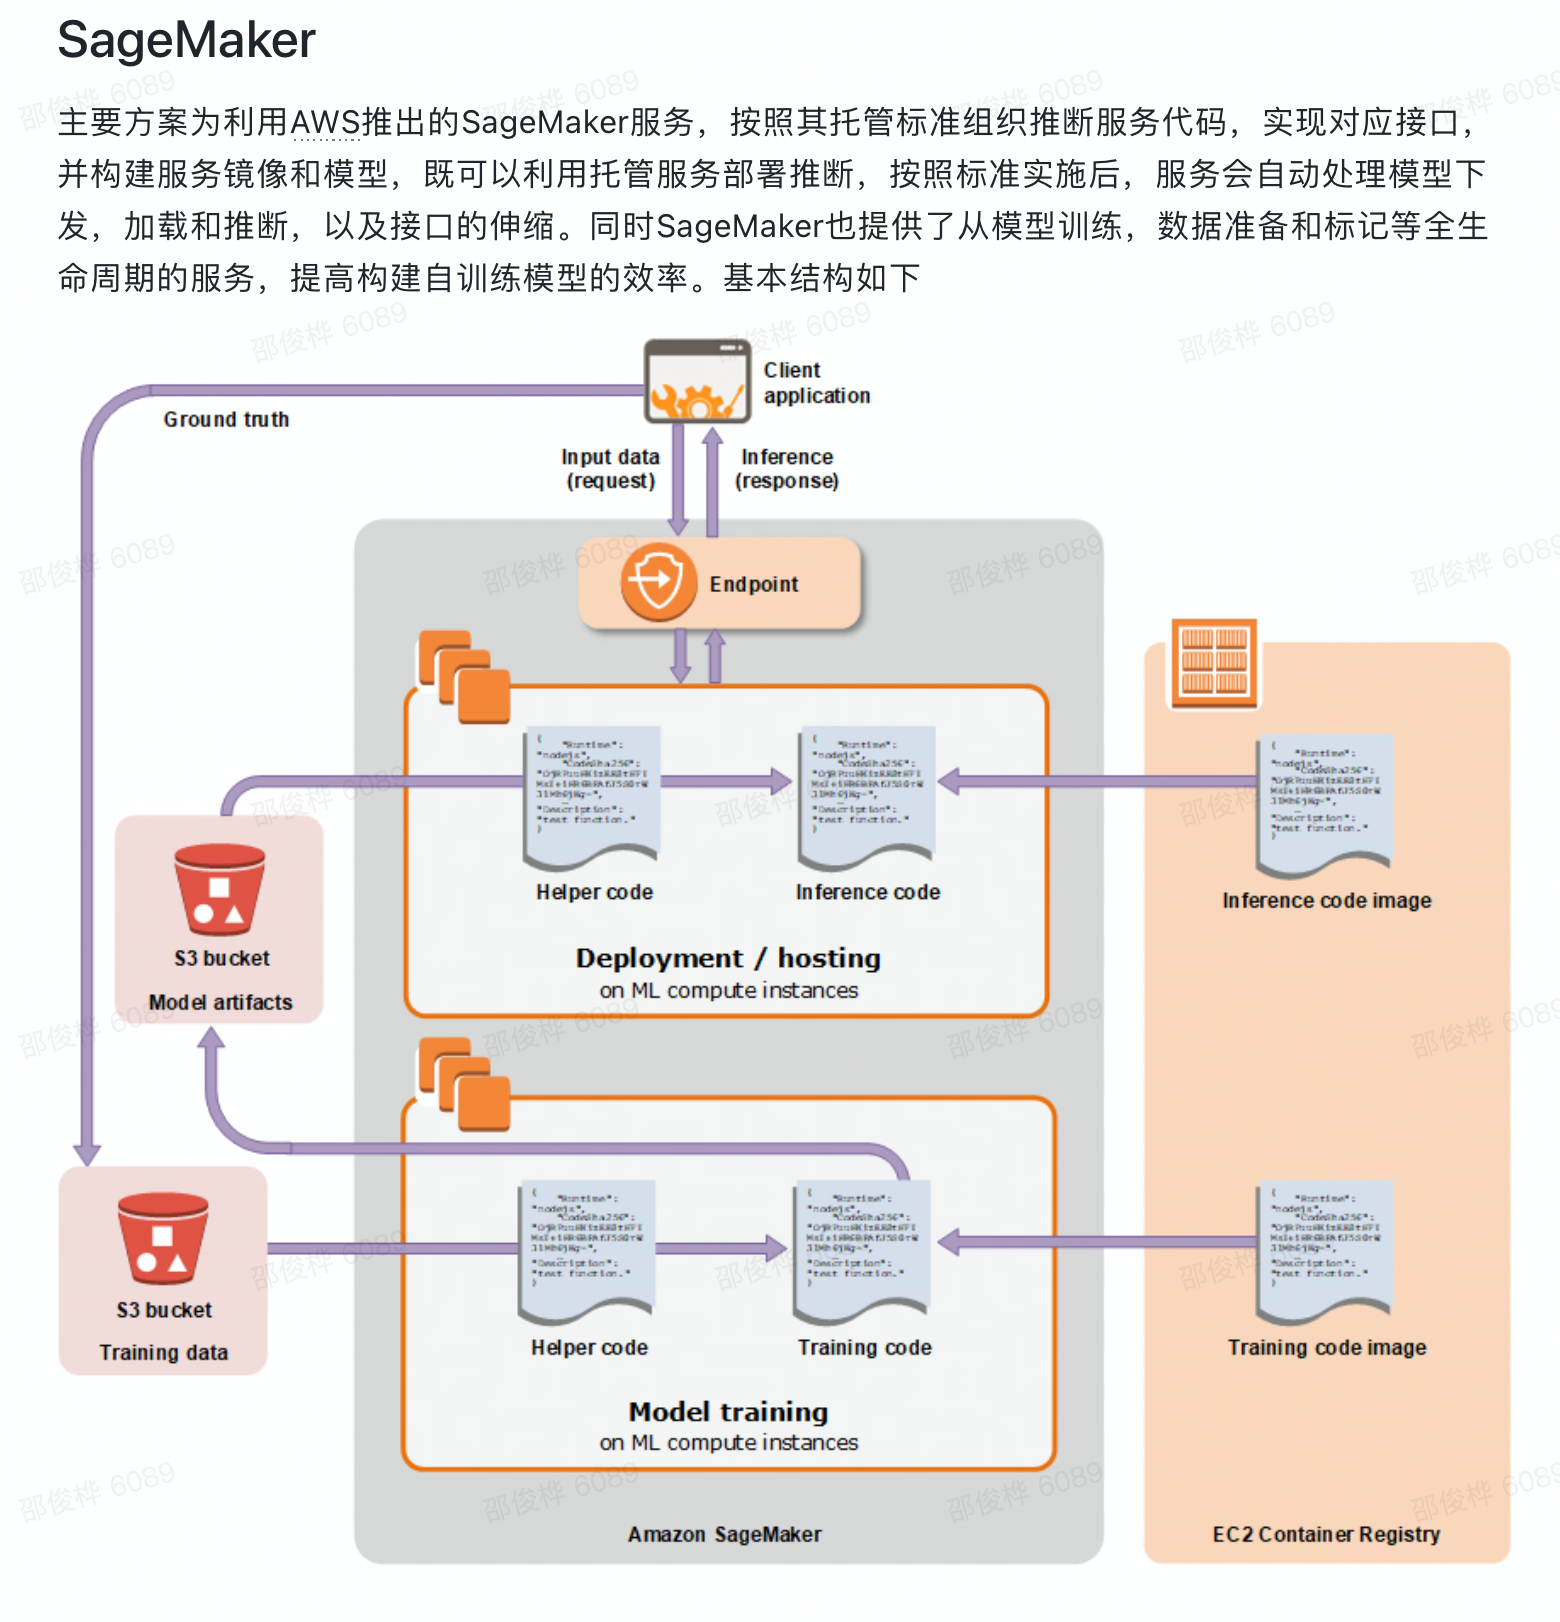 SageMaker
主要方案为利用AWS推出的SageMaker服务，按照其托管标准组织推断服务代码，实现对应接口，
并构建服务镜像和模型，既可以利用托管服务部署推断，按照标准实施后，服务会自动处理模型下
发，加载和推断，以及接口的伸缩。同时SageMaker也提供了从模型训练，数据准备和标记等全生
命周期的服务，提高构建自训练模型的效率。基本结构如下
Client
application
Ground truth
Input data
(request)
Inference
(response)
Endpoint
Helper code
Inference code
Inference code image
Deployment / hosting
on ML compute instances
S3 bucket
Model artifacts
S3 bucket
Training data
Helper code
Training code
Training code image
Model training
on ML compute instances
Amazon SageMaker
EC2 Container Registry
邵俊桦 6089